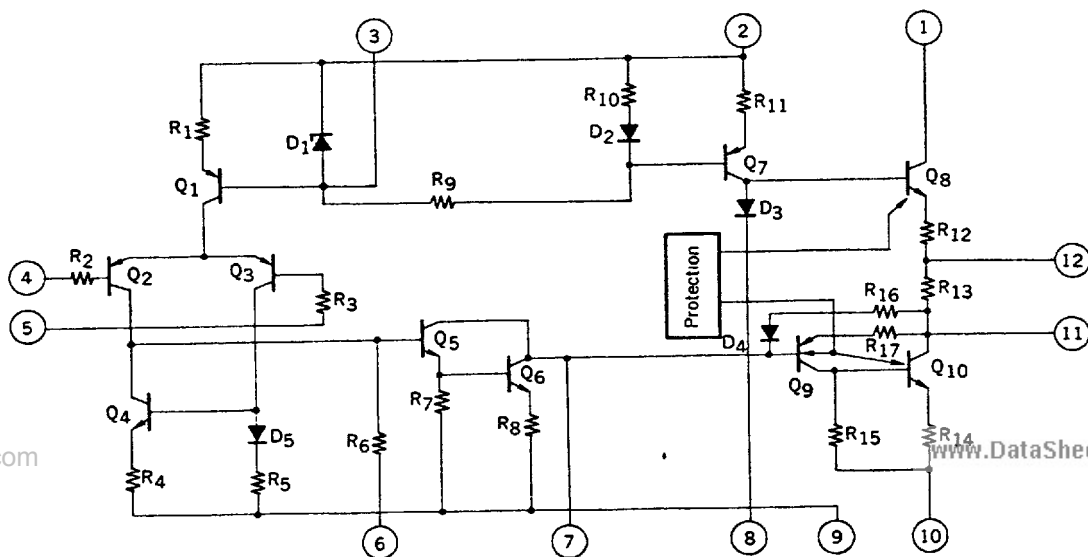 3
2
1
R1
D1
R10
D2
R11
Q1
R9
Q7
Q8
D3
R12
4
R2
Q2
Q3
12
5
R3
Protection
R16
R13
R17
11
D4
Q5
Q6
Q9
Q10
Q4
R7
R8
D5
R6
R15
R14
com
www.DataShee
R4
R5
6
7
8
9
10